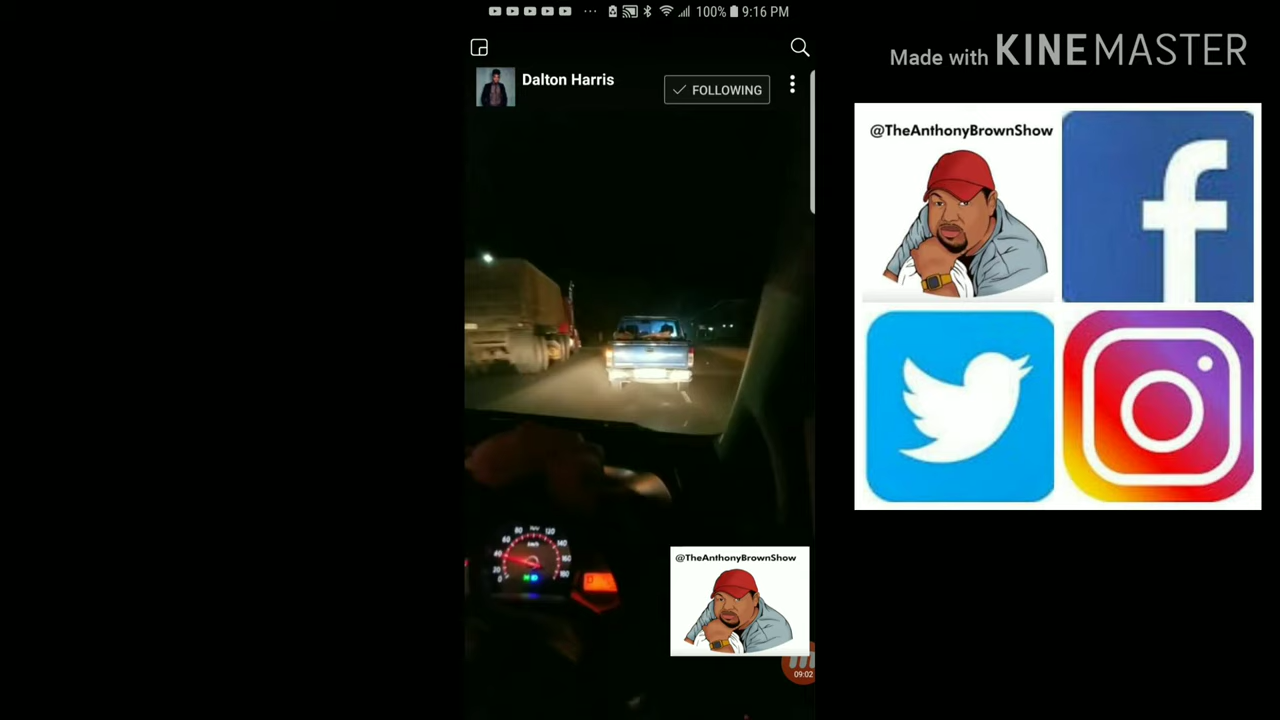 100% 9:16 PM
Dalton Harris
FOLLOWING
Made with KINEMASTER
@TheAnthonyBrownShow
f
@TheAnthonyBrownShow
09:02